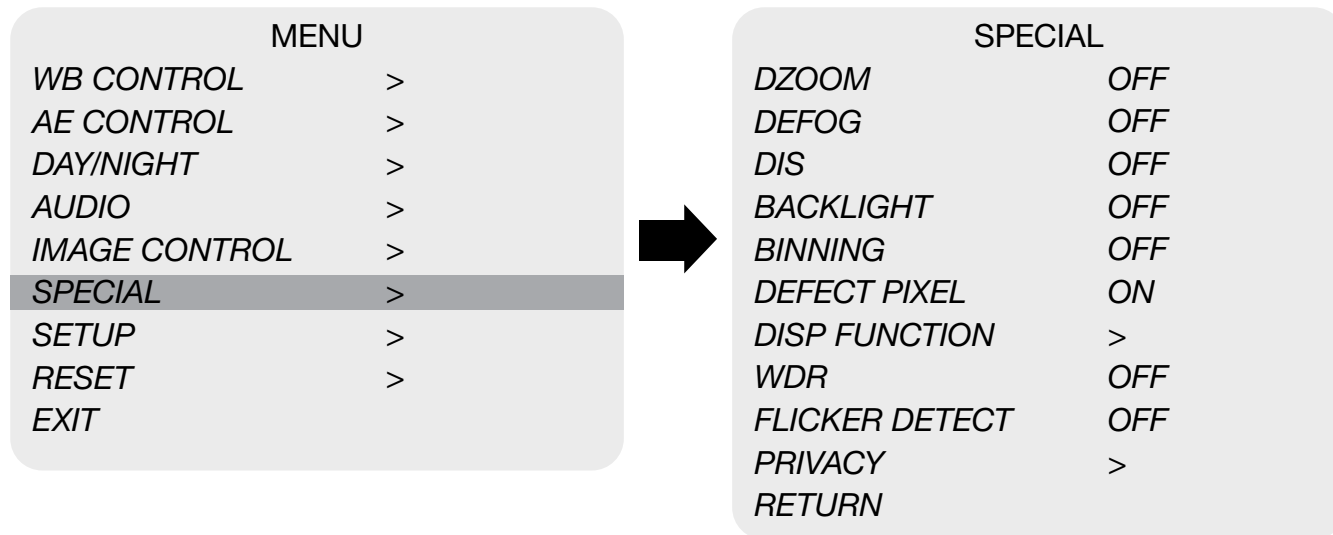 MENU
WB CONTROL >
AE CONTROL >
DAY/NIGHT >
AUDIO >
IMAGE CONTROL >
SPECIAL >
SETUP >
RESET >
EXIT
SPECIAL
DZOOM OFF
DEFOG OFF
DIS OFF
BACKLIGHT OFF
BINNING OFF
DEFECT PIXEL ON
DISP FUNCTION >
WDR OFF
FLICKER DETECT OFF
PRIVACY >
RETURN